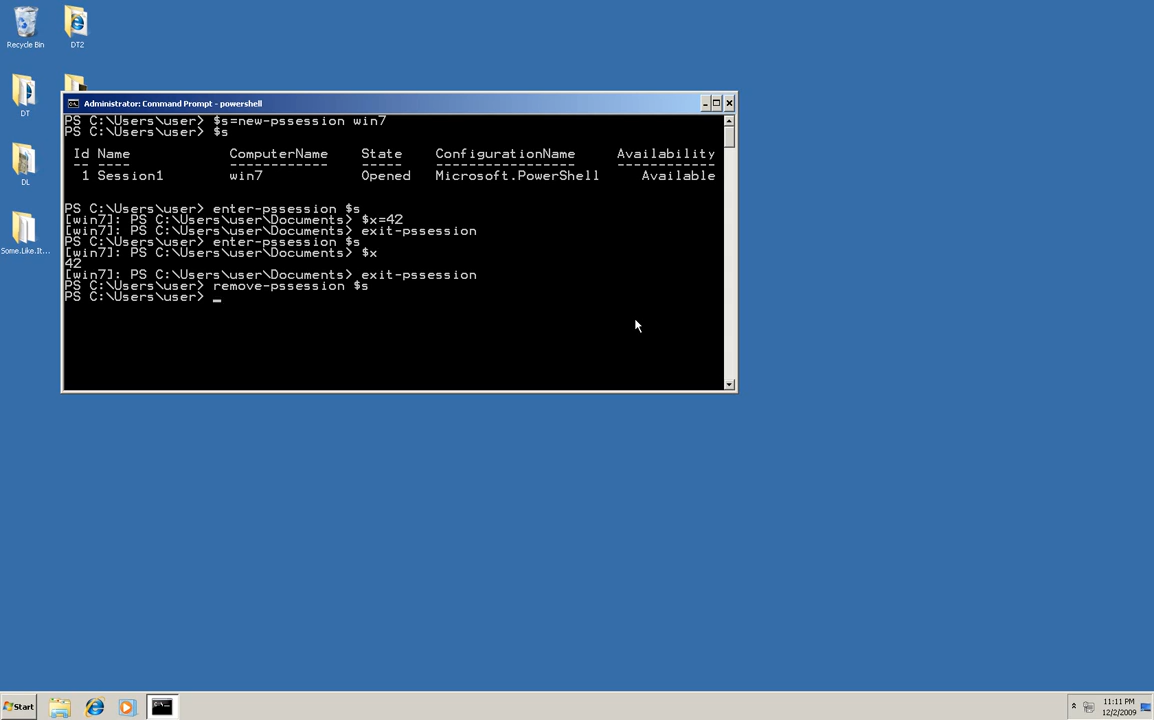 Recycle Bin
DT2
DT
DL
Some.Like.It...
Administrator: Command Prompt - powershell
PS C:\Users\user> $s=new-pssession win7
PS C:\Users\user> $s
Id Name ComputerName State ConfigurationName Availability
-- ---- ------------ ----- ----------------- ------------
1 Session1 win7 Opened Microsoft.PowerShell Available
PS C:\Users\user> enter-pssession $s
[win7]: PS C:\Users\user\Documents> $x=42
[win7]: PS C:\Users\user\Documents> exit-pssession
PS C:\Users\user> enter-pssession $s
[win7]: PS C:\Users\user\Documents> $x
42
[win7]: PS C:\Users\user\Documents> exit-pssession
PS C:\Users\user> remove-pssession $s
PS C:\Users\user> _
Start
11:11 PM
12/2/2009